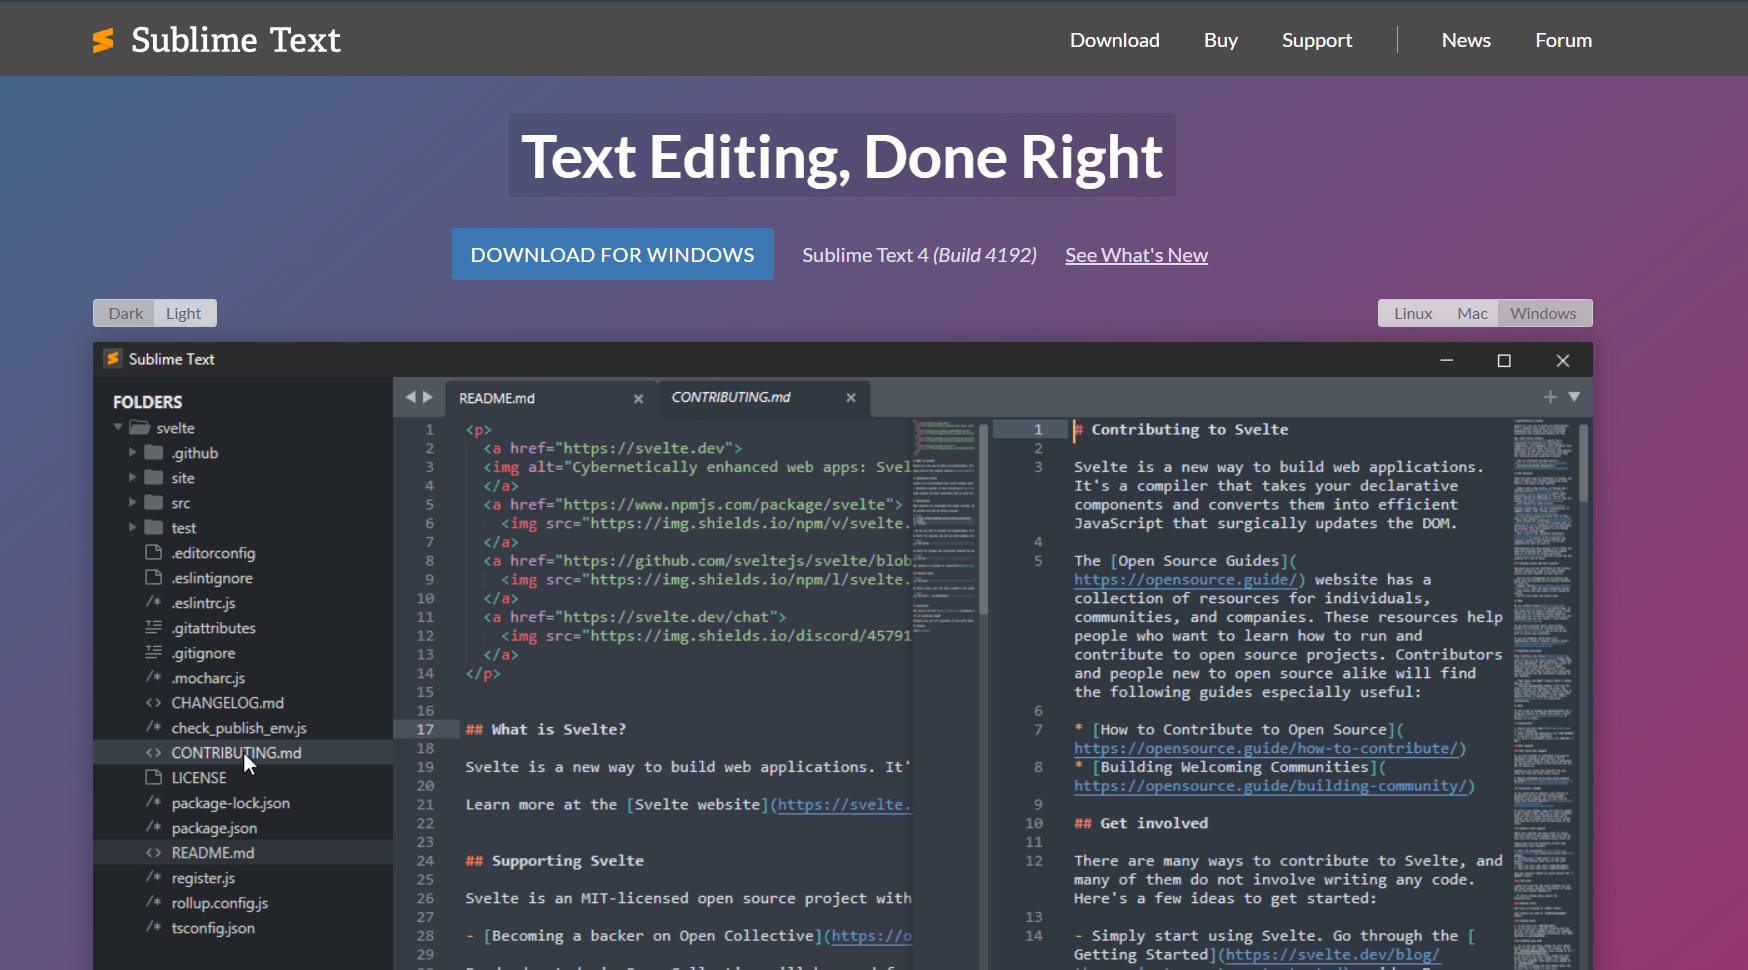 Sublime Text
Download
Buy
Support
News
Forum
Text Editing, Done Right
DOWNLOAD FOR WINDOWS
Sublime Text 4 (Build 4192)
See What's New
Dark
Light
Linux
Mac
Windows
Sublime Text
FOLDERS
svelte
.github
site
src
test
.editorconfig
.eslintignore
/* .eslintrc.js
.gitattributes
.gitignore
/* .mocharc.js
<> CHANGELOG.md
/* check_publish_env.js
<> CONTRIBUTING.md
LICENSE
/* package-lock.json
/* package.json
<> README.md
/* register.js
/* rollup.config.js
/* tsconfig.json
README.md
CONTRIBUTING.md
1 <p>
2 <a href="https://svelte.dev">
3 <img alt="Cybernetically enhanced web apps: Svel
4 </a>
5 <a href="https://www.npmjs.com/package/svelte">
6 <img src="https://img.shields.io/npm/v/svelte.
7 </a>
8 <a href="https://github.com/sveltejs/svelte/blob
9 <img src="https://img.shields.io/npm/l/svelte.
10 </a>
11 <a href="https://svelte.dev/chat">
12 <img src="https://img.shields.io/discord/45791
13 </a>
14 </p>
15
16
17 ## What is Svelte?
18
19 Svelte is a new way to build web applications. It'
20
21 Learn more at the [Svelte website](https://svelte.
22
23
24 ## Supporting Svelte
25
26 Svelte is an MIT-licensed open source project with
27
28 - [Becoming a backer on Open Collective](https://o
29
1 # Contributing to Svelte
2
3 Svelte is a new way to build web applications.
It's a compiler that takes your declarative
components and converts them into efficient
JavaScript that surgically updates the DOM.
4
5 The [Open Source Guides](
https://opensource.guide/) website has a
collection of resources for individuals,
communities, and companies. These resources help
people who want to learn how to run and
contribute to open source projects. Contributors
and people new to open source alike will find
the following guides especially useful:
6
7 * [How to Contribute to Open Source](
https://opensource.guide/how-to-contribute/)
8 * [Building Welcoming Communities](
https://opensource.guide/building-community/)
9
10 ## Get involved
11
12 There are many ways to contribute to Svelte, and
many of them do not involve writing any code.
Here's a few ideas to get started:
13
14 - Simply start using Svelte. Go through the [
Getting Started](https://svelte.dev/blog/